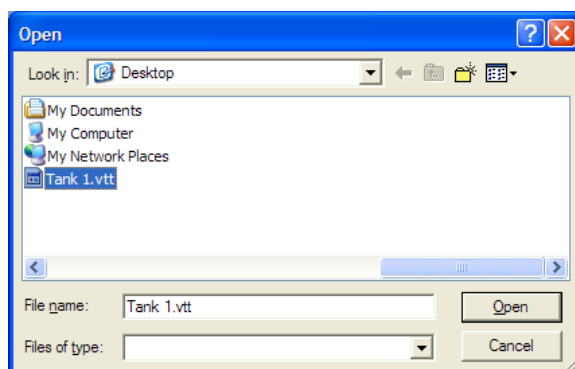 Open
Look in: Desktop
My Documents
My Computer
My Network Places
Tank 1.vtt
File name: Tank 1.vtt Open
Files of type: Cancel